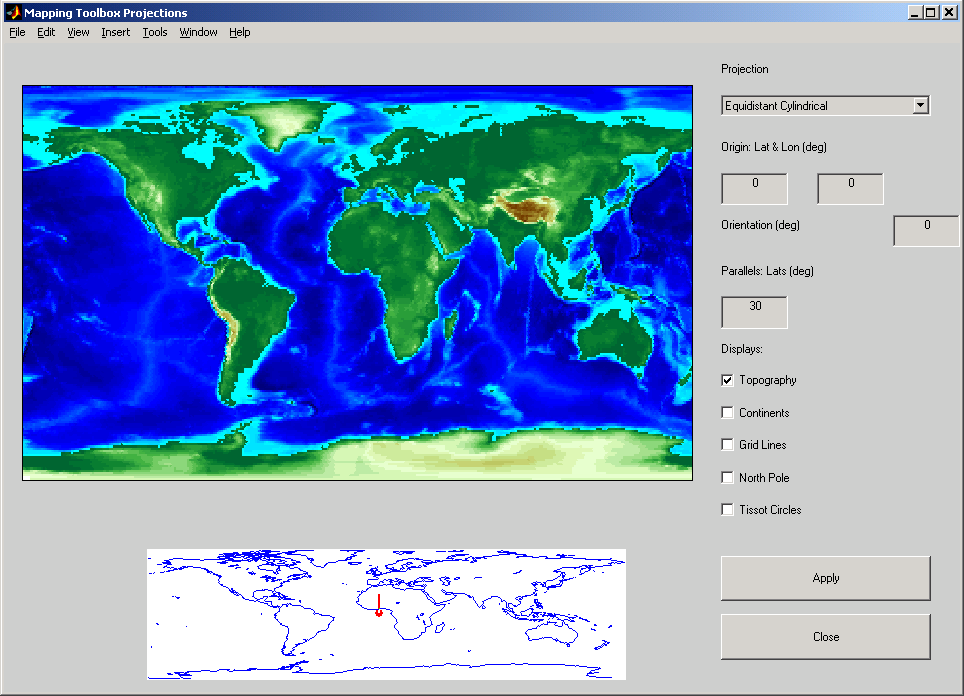 Mapping Toolbox Projections
File Edit View Insert Tools Window Help
Projection
Equidistant Cylindrical
Origin: Lat & Lon (deg)
0 0
Orientation (deg)
0
Parallels: Lats (deg)
30
Displays:
Topography
Continents
Grid Lines
North Pole
Tissot Circles
Apply
Close